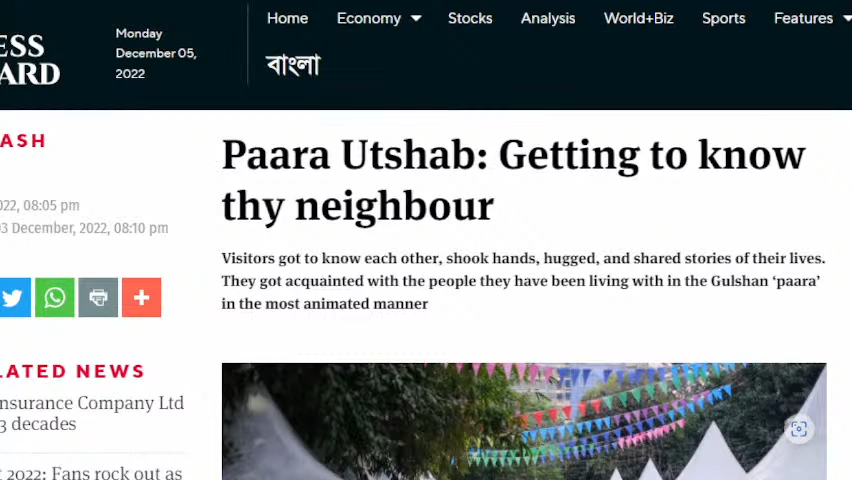 Home Economy Stocks Analysis World+Biz Sports Features
Monday
December 05,
2022
বাংলা
ESS
ARD
ASH
Paara Utshab: Getting to know
thy neighbour
022, 08:05 pm
03 December, 2022, 08:10 pm
Visitors got to know each other, shook hands, hugged, and shared stories of their lives.
They got acquainted with the people they have been living with in the Gulshan ‘paara’
in the most animated manner
LATED NEWS
nsurance Company Ltd
3 decades
t 2022: Fans rock out as